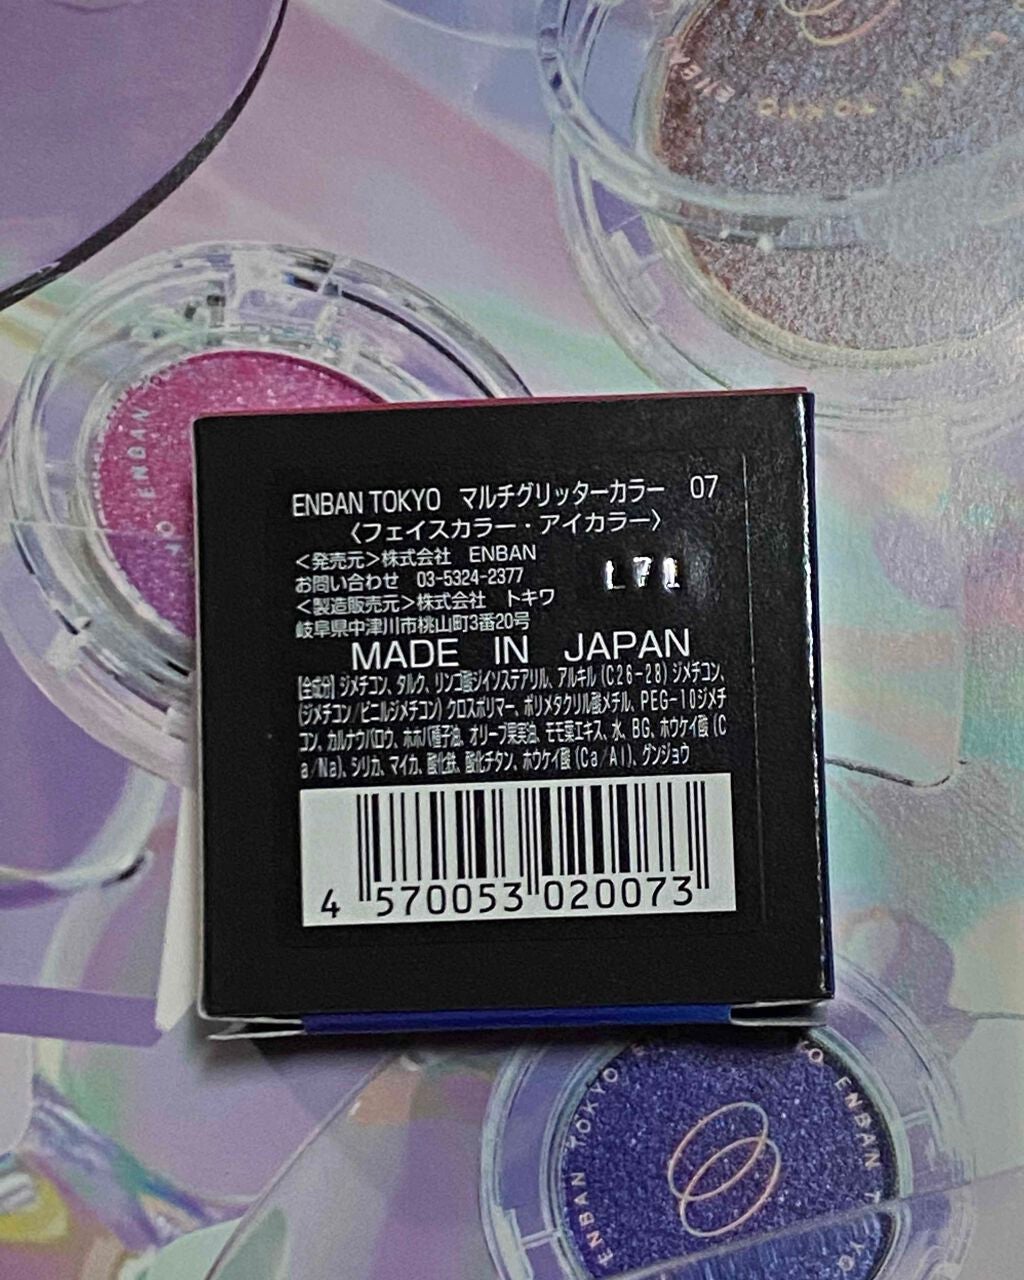 ENBAN TOKYO
ENBAN
ENBAN TOKYO マルチグリッターカラー 07
〈フェイスカラー・アイカラー〉
<発売元>株式会社 ENBAN
お問い合わせ 03-5324-2377
L71
<製造販売元>株式会社 トキワ
岐阜県中津川市桃山町3番20号
MADE IN JAPAN
[全成分] ジメチコン、タルク、リンゴ酸ジイソステアリル、アルキル(C26-28)ジメチコン、
(ジメチコン/ビニルジメチコン)クロスポリマー、ポリメタクリル酸メチル、PEG-10ジメチ
コン、カルナウバロウ、ホホバ種子油、オリーブ果実油、モモ葉エキス、水、BG、ホウケイ酸(C
a/Na)、シリカ、マイカ、酸化鉄、酸化チタン、ホウケイ酸(Ca/Al)、グンジョウ
4 570053 020073
ENBAN TOKYO
ENBAN